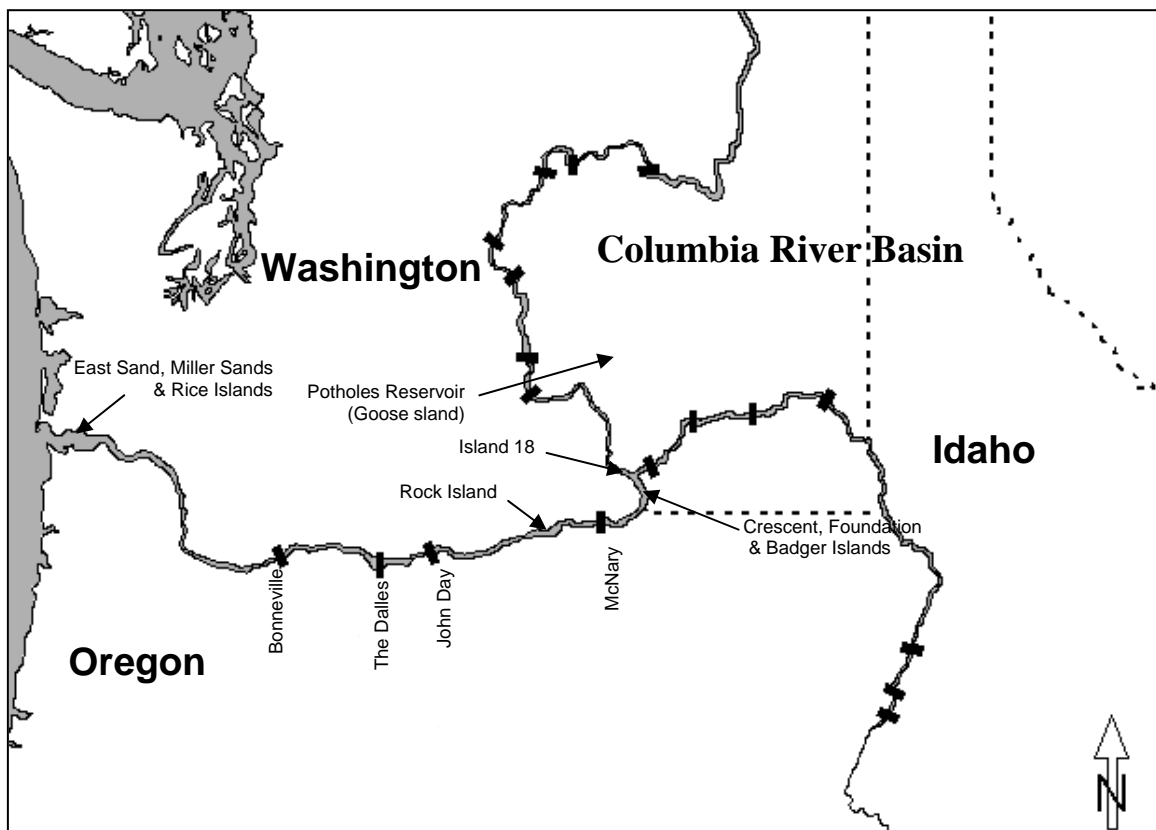 Columbia River Basin
Washington
East Sand, Miller Sands
& Rice Islands
Potholes Reservoir
(Goose island)
Island 18
Idaho
Rock Island
Crescent, Foundation
& Badger Islands
Bonneville
The Dalles
John Day
McNary
Oregon
N